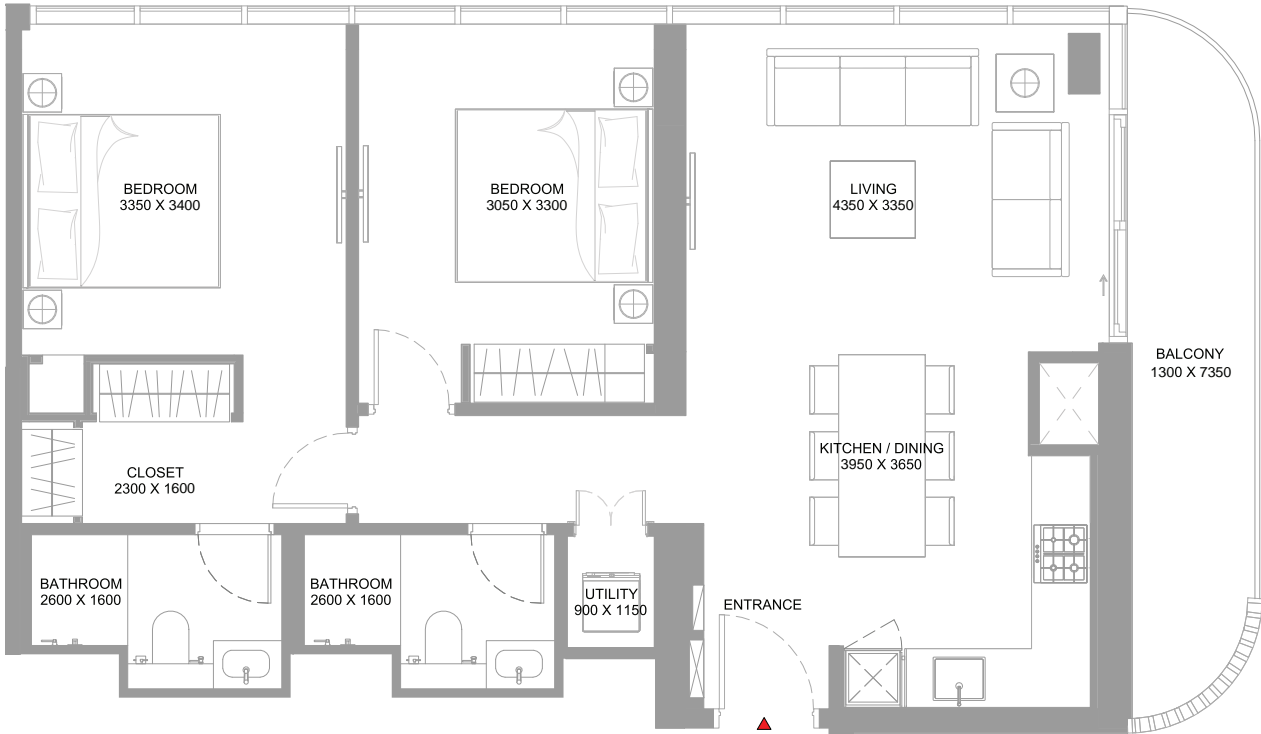 BEDROOM
3350 X 3400
BEDROOM
3050 X 3300
LIVING
4350 X 3350
BALCONY
1300 X 7350
KITCHEN / DINING
3950 X 3650
CLOSET
2300 X 1600
BATHROOM
2600 X 1600
BATHROOM
2600 X 1600
UTILITY
900 X 1150
ENTRANCE